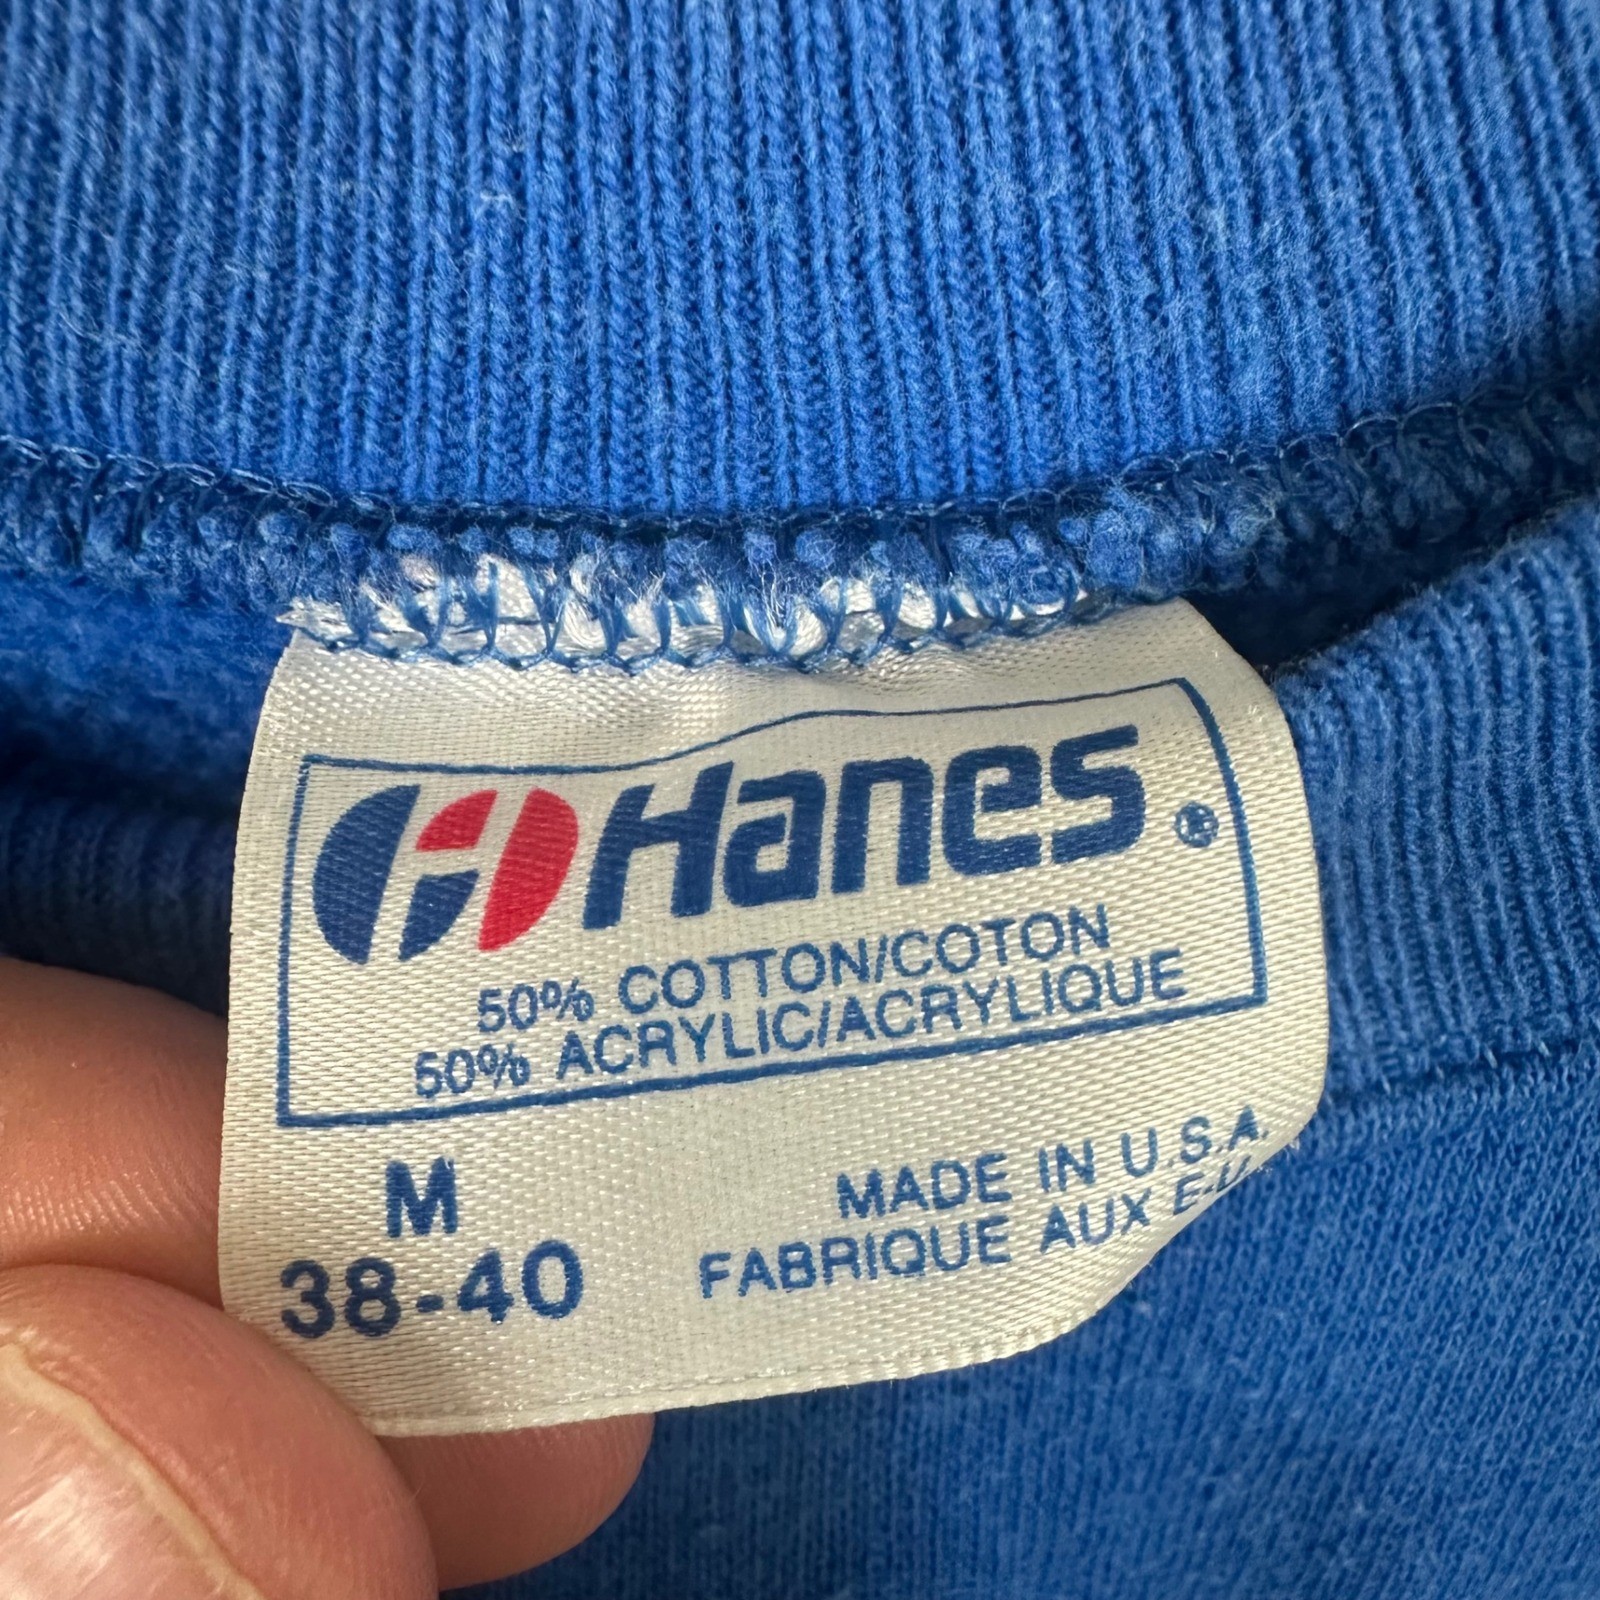 Hanes®
50% COTTON/COTON
50% ACRYLIC/ACRYLIQUE
M
38-40
MADE IN U.S.A.
FABRIQUE AUX E-U